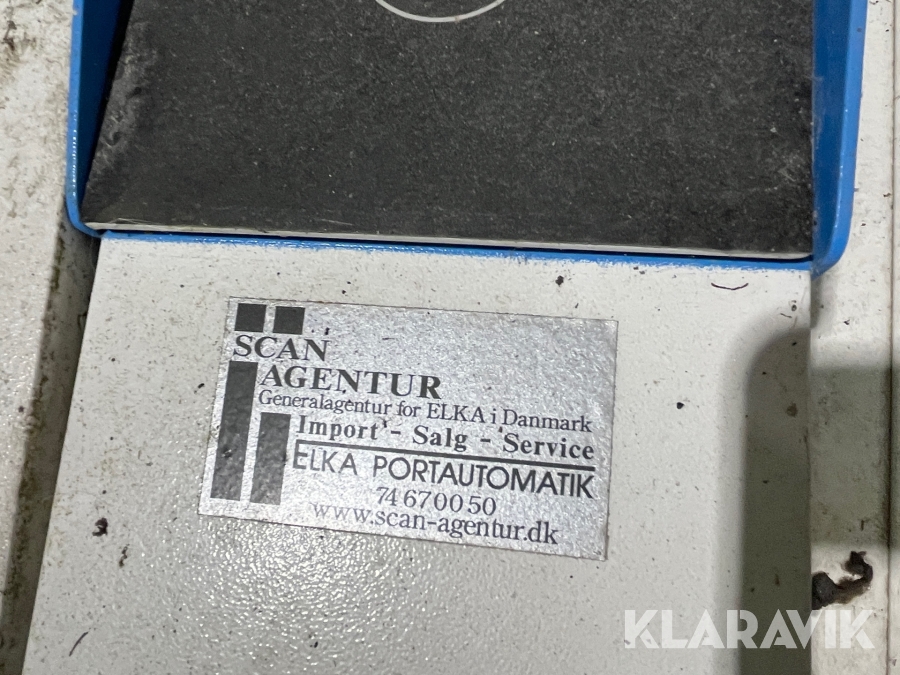 SCAN
AGENTUR
Generalagentur for ELKA i Danmark
Import - Salg - Service
ELKA PORTAUTOMATIK
74 67 00 50
www.scan-agentur.dk
KLARAVIK